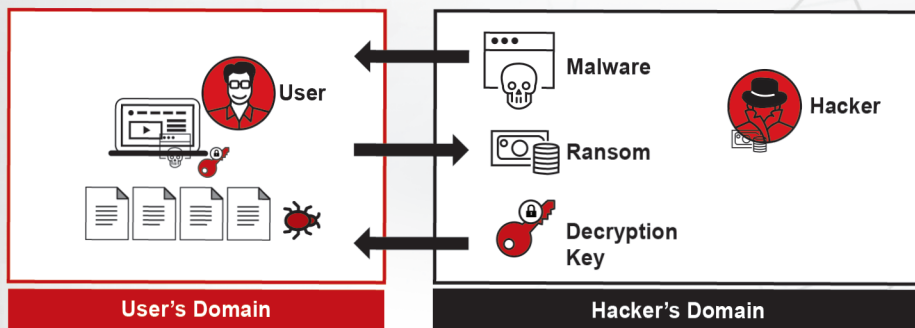 User
Malware
Hacker
Ransom
Decryption
Key
User's Domain
Hacker's Domain